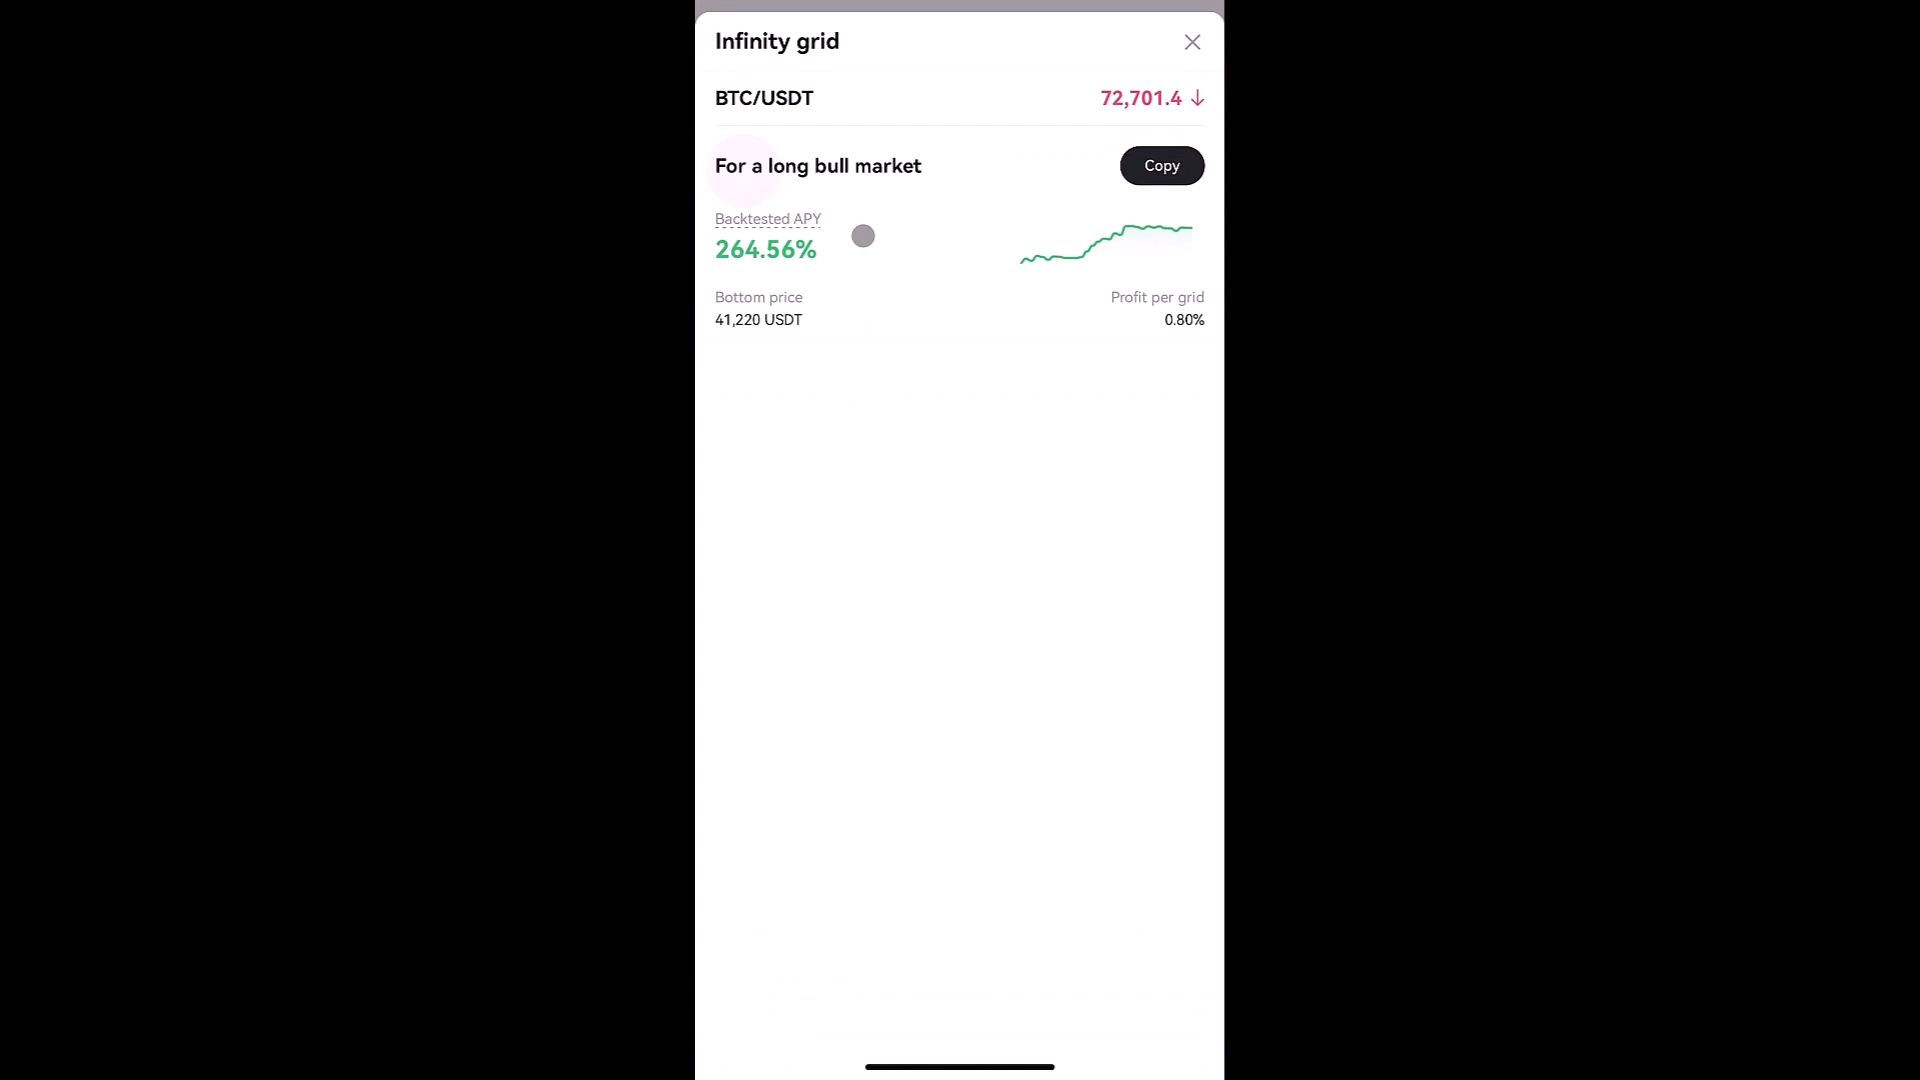 Infinity grid
BTC/USDT 72,701.4
For a long bull market Copy
Backtested APY
264.56%
Bottom price Profit per grid
41,220 USDT 0.80%